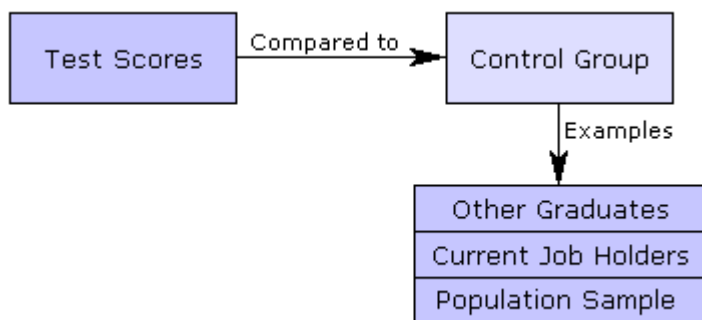 Test Scores
Compared to
Control Group
Examples
Other Graduates
Current Job Holders
Population Sample